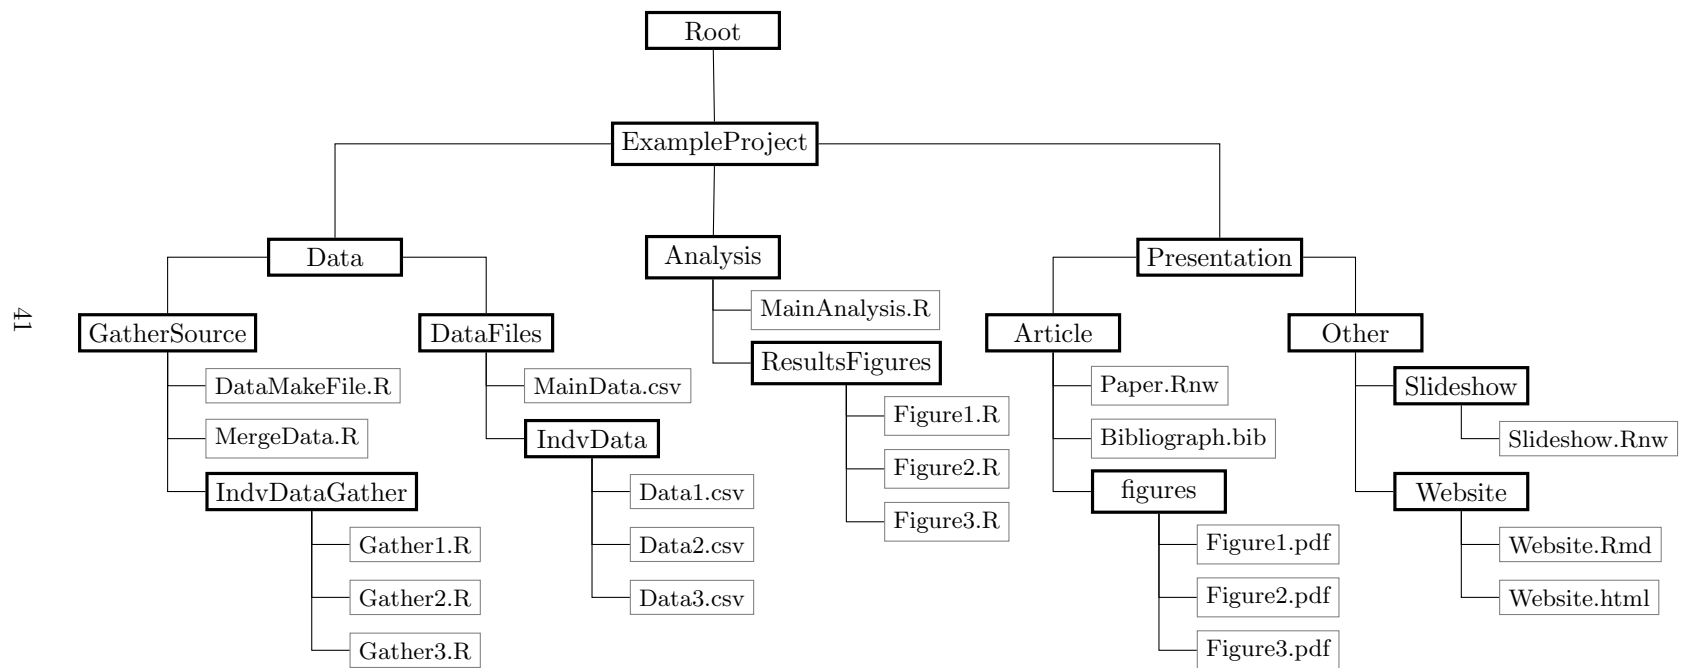 Root
ExampleProject
Data
Analysis
Presentation
MainAnalysis.R
41
GatherSource
DataFiles
Article
Other
ResultsFigures
DataMakeFile.R
MainData.csv
Paper.Rnw
Slideshow
Figure1.R
MergeData.R
IndvData
Bibliograph.bib
Slideshow.Rnw
Figure2.R
IndvDataGather
Data1.csv
figures
Website
Figure3.R
Gather1.R
Data2.csv
Figure1.pdf
Website.Rmd
Gather2.R
Data3.csv
Figure2.pdf
Website.html
Gather3.R
Figure3.pdf